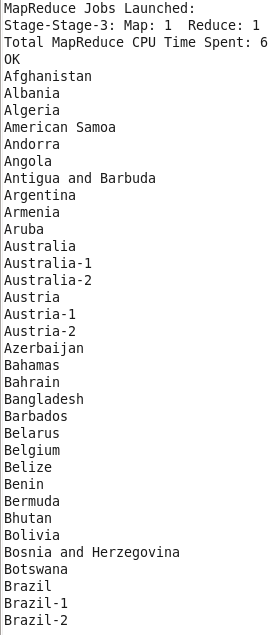 MapReduce Jobs Launched:
Stage-Stage-3: Map: 1  Reduce: 1
Total MapReduce CPU Time Spent: 6
OK
Afghanistan
Albania
Algeria
American Samoa
Andorra
Angola
Antigua and Barbuda
Argentina
Armenia
Aruba
Australia
Australia-1
Australia-2
Austria
Austria-1
Austria-2
Azerbaijan
Bahamas
Bahrain
Bangladesh
Barbados
Belarus
Belgium
Belize
Benin
Bermuda
Bhutan
Bolivia
Bosnia and Herzegovina
Botswana
Brazil
Brazil-1
Brazil-2